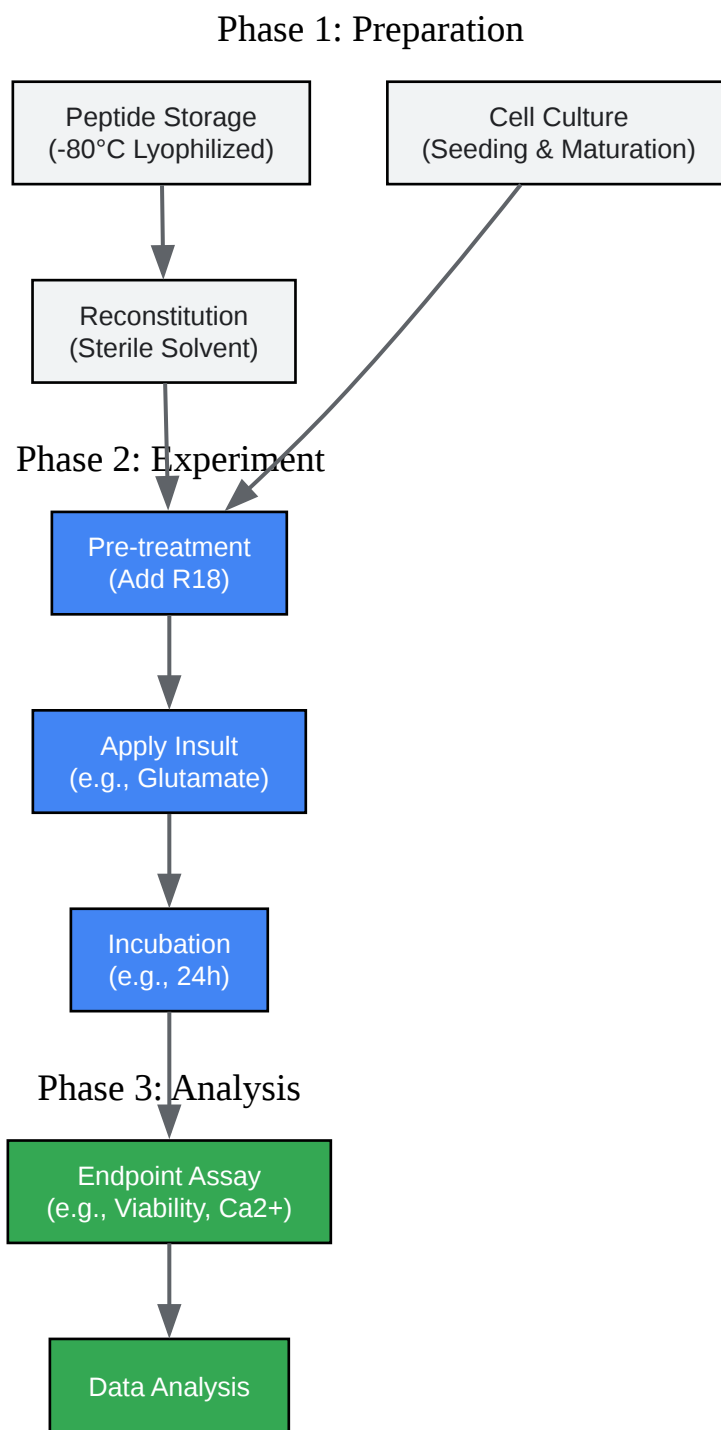 Phase 1: Preparation
Peptide Storage
(-80°C Lyophilized)
Cell Culture
(Seeding & Maturation)
Reconstitution
(Sterile Solvent)
Phase 2: Experiment
Pre-treatment
(Add R18)
Apply Insult
(e.g., Glutamate)
Incubation
(e.g., 24h)
Phase 3: Analysis
Endpoint Assay
(e.g., Viability, Ca2+)
Data Analysis